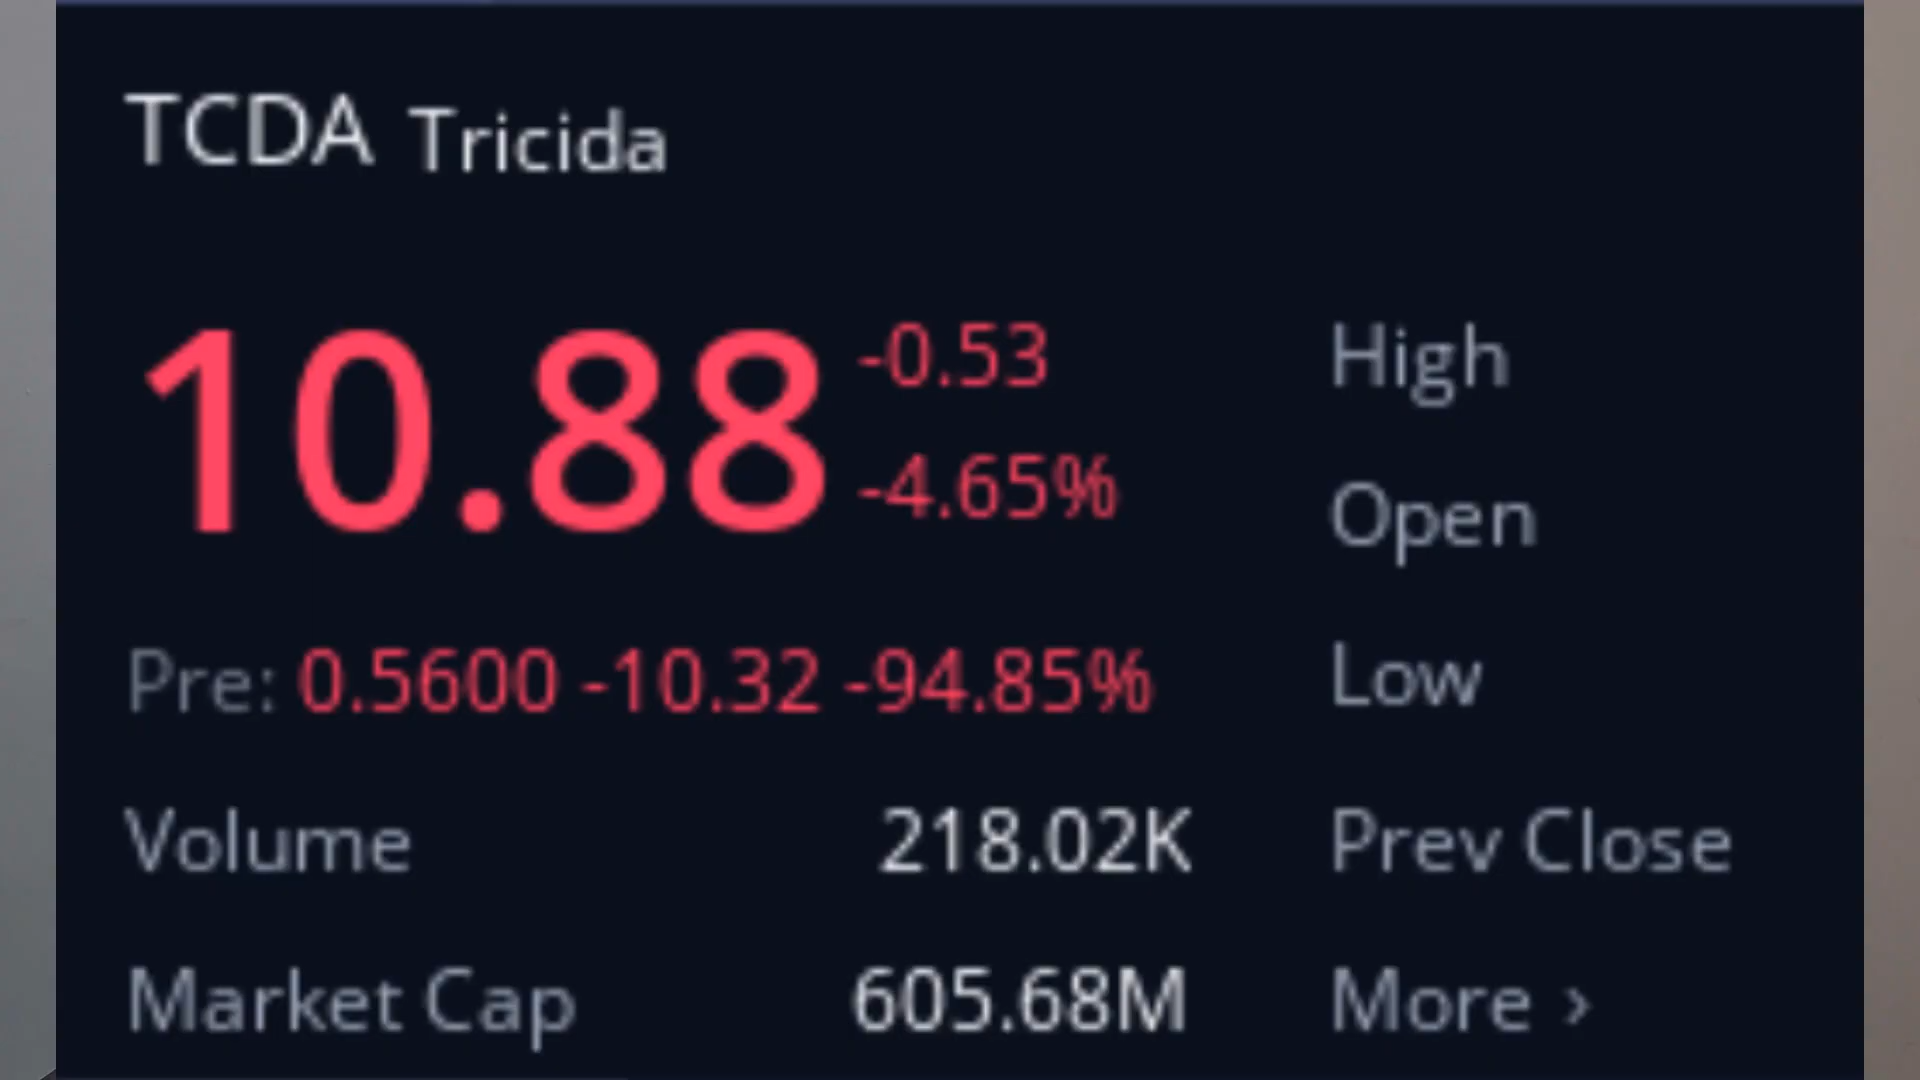 TCDA Tricida
10.88 -0.53 High
-4.65% Open
Pre: 0.5600 -10.32 -94.85% Low
Volume 218.02K Prev Close
Market Cap 605.68M More >